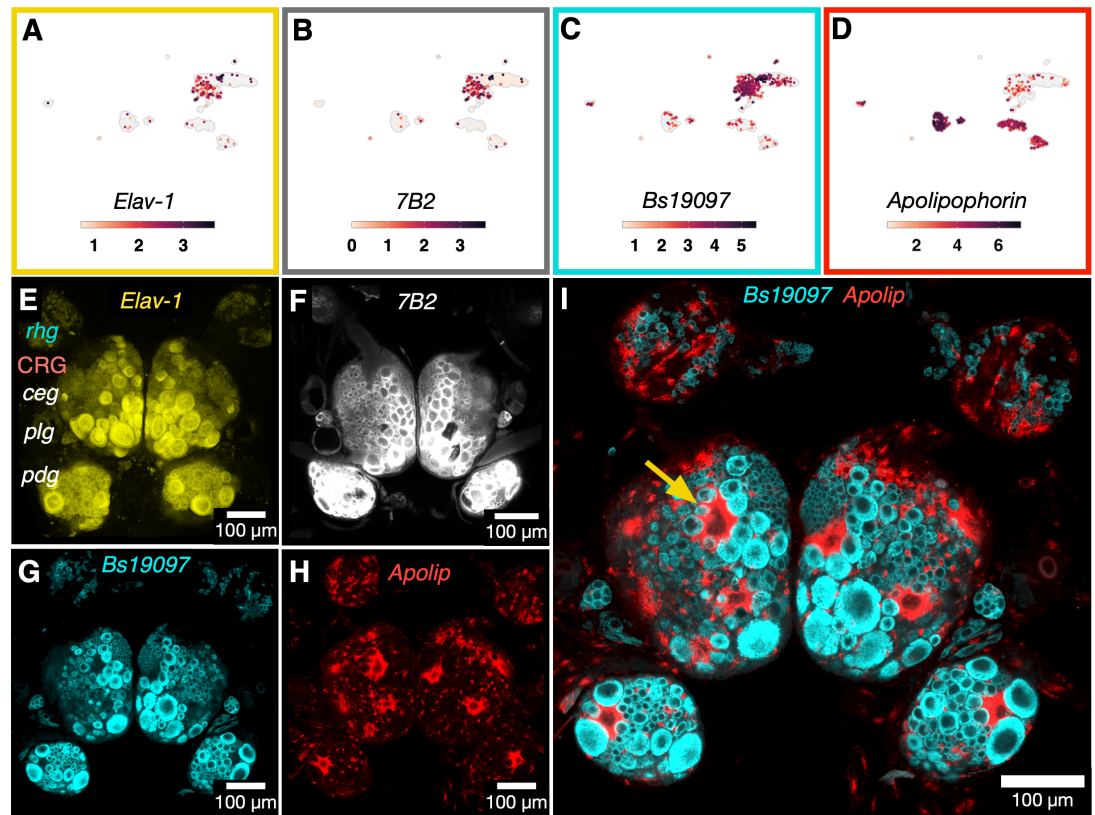 A
Elav-1
1 2 3
B
7B2
0 1 2 3
C
Bs19097
1 2 3 4 5
D
Apolipophorin
2 4 6
E
Elav-1
rhg
CRG
ceg
plg
pdg
100 µm
F
7B2
100 µm
G
Bs19097
100 µm
H
Apolip
100 µm
I
Bs19097 Apolip
100 µm